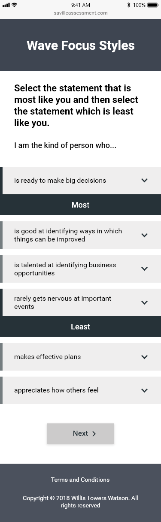 9:41 AM
100%
savilleassessment.com
Wave Focus Styles
Select the statement that is
most like you and then select
the statement which is least
like you.
I am the kind of person who...
is ready to make big decisions
Most
is good at identifying ways in which
things can be improved
is talented at identifying business
opportunities
rarely gets nervous at important
events
Least
makes effective plans
appreciates how others feel
Next
Terms and Conditions
Copyright © 2018 Willis Towers Watson. All
rights reserved